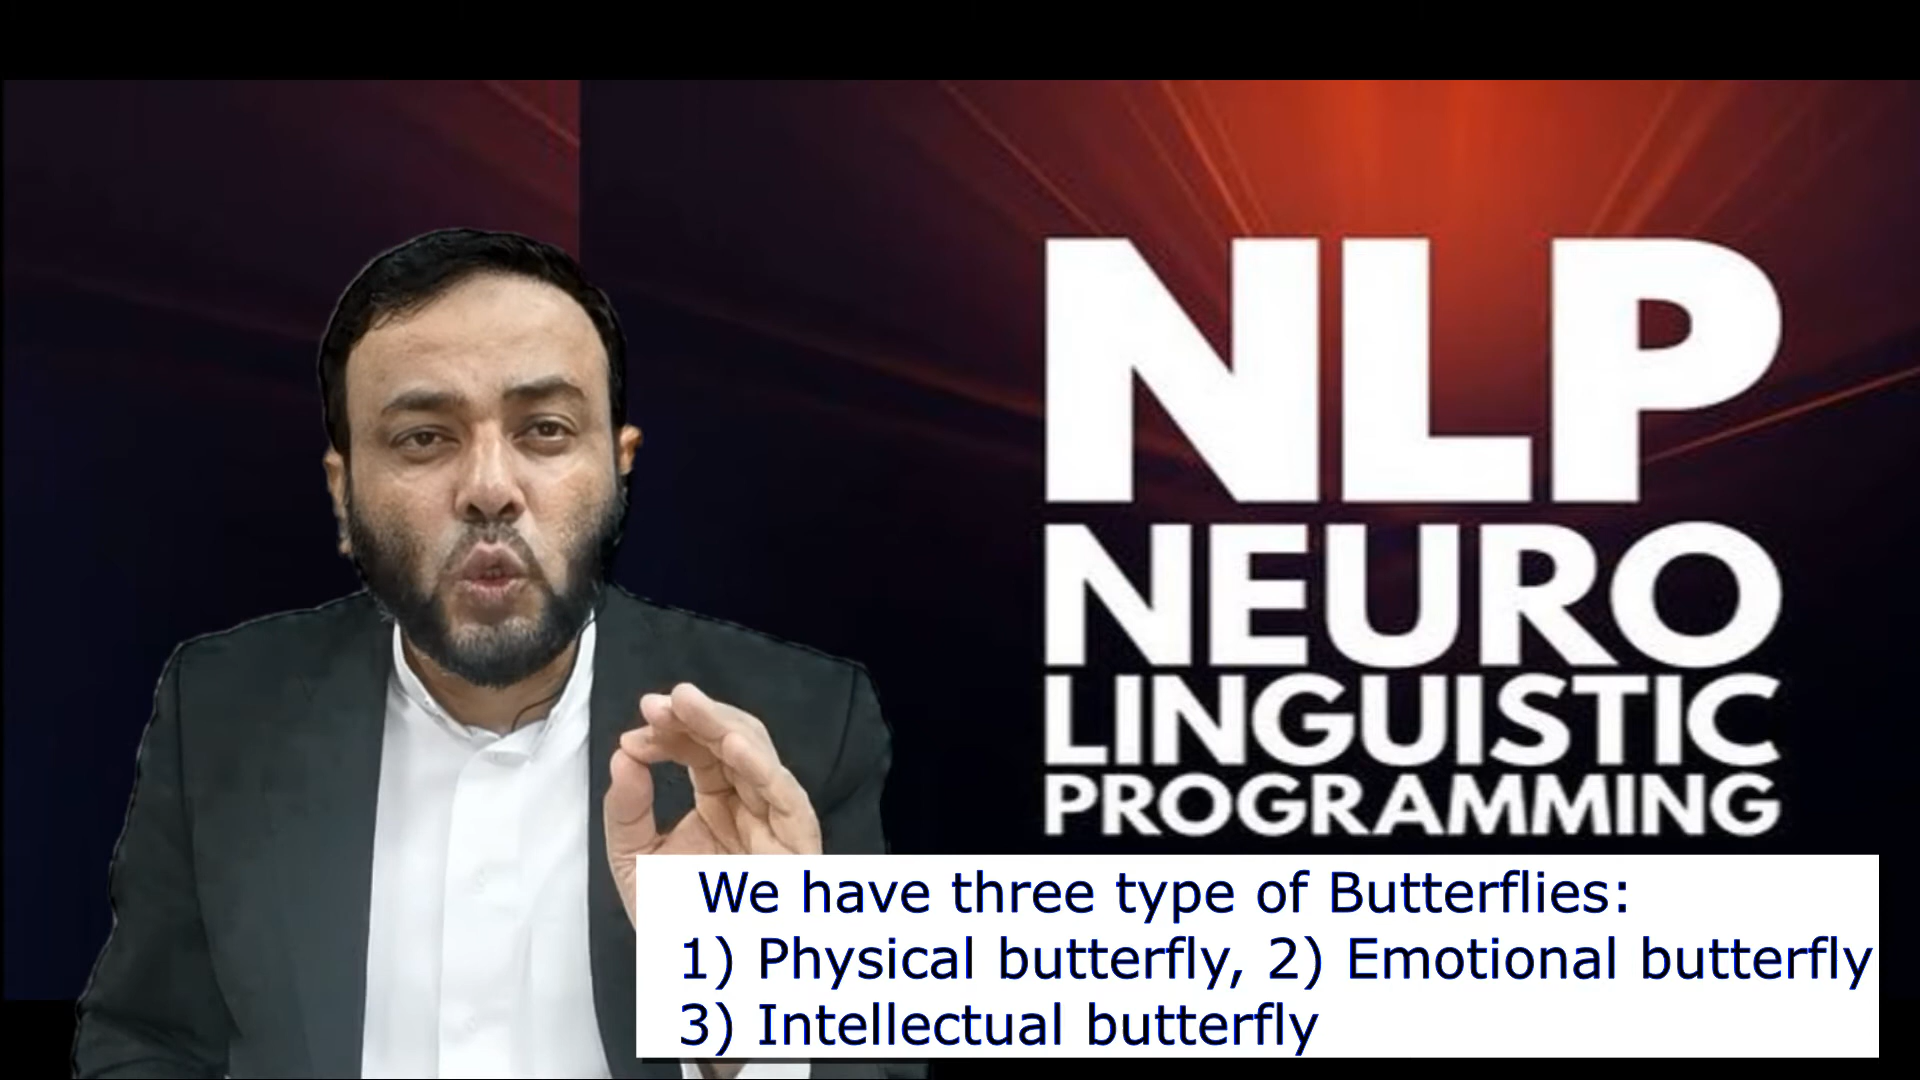 NLP
NEURO
LINGUISTIC
PROGRAMMING
We have three type of Butterflies:
1) Physical butterfly, 2) Emotional butterfly
3) Intellectual butterfly